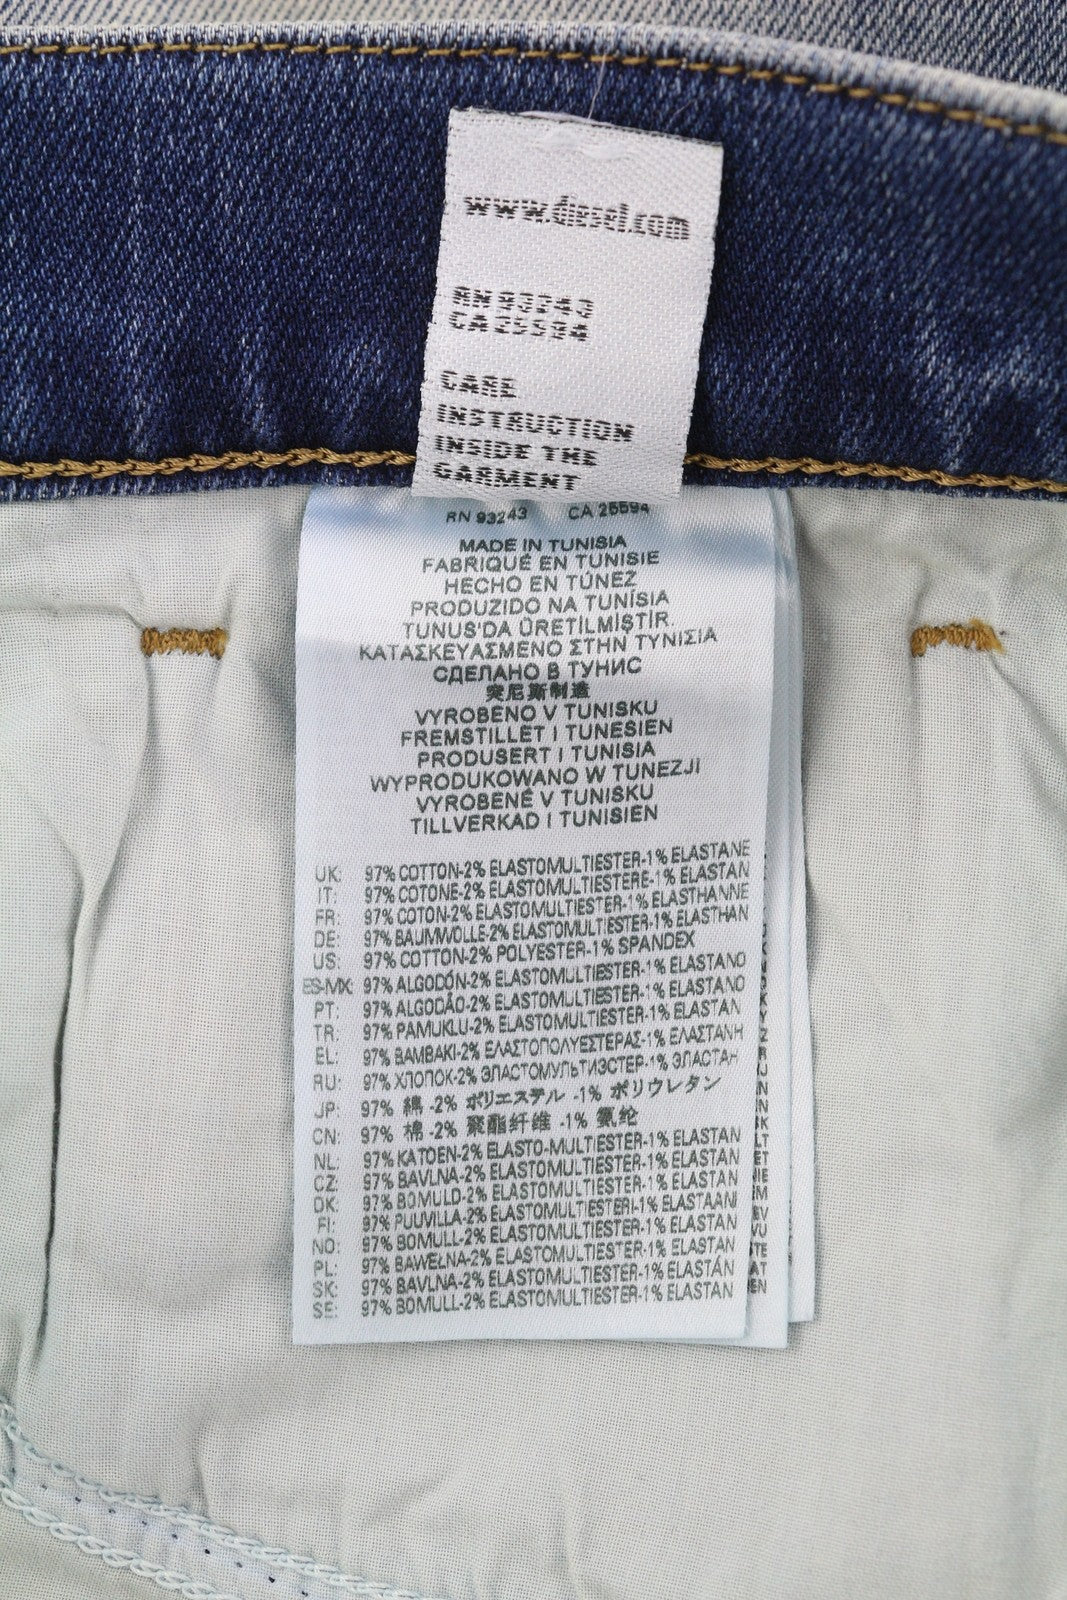 www.diesel.com
RN 93243
CA 25594
CARE
INSTRUCTION
INSIDE THE
GARMENT
RN 93243 CA 25594
MADE IN TUNISIA
FABRIQUÉ EN TUNISIE
HECHO EN TÚNEZ
PRODUZIDO NA TUNÍSIA
TUNUS'DA ÜRETİLMİŞTİR.
ΚΑΤΑΣΚΕΥΑΣΜΕΝΟ ΣΤΗΝ ΤΥΝΙΣΙΑ
СДЕЛАНО В ТУНИС
突尼斯制造
VYROBENO V TUNISKU
FREMSTILLET I TUNESIEN
PRODUSERT I TUNISIA
WYPRODUKOWANO W TUNEZJI
VYROBENÉ V TUNISKU
TILLVERKAD I TUNISIEN
UK: 97% COTTON-2% ELASTOMULTIESTER-1% ELASTANE
IT: 97% COTONE-2% ELASTOMULTIESTERE-1% ELASTAN
FR: 97% COTON-2% ELASTOMULTIESTER-1% ELASTHANNE
DE: 97% BAUMWOLLE-2% ELASTOMULTIESTER-1% ELASTHAN
US: 97% COTTON-2% POLYESTER-1% SPANDEX
ES-MX: 97% ALGODÓN-2% ELASTOMULTIESTER-1% ELASTANO
PT: 97% ALGODÃO-2% ELASTOMULTIESTER-1% ELASTANO
TR: 97% PAMUKLU-2% ELASTOMULTIESTER-1% ELASTAN
EL: 97% ΒΑΜΒΑΚΙ-2% ΕΛΑΣΤΟΠΟΛΥΕΣΤΕΡΑΣ-1% ΕΛΑΣΤΑΝΗ
RU: 97% ХЛОПОК-2% ЭЛАСТОМУЛЬТИЭСТЕР-1% ЭЛАСТАН
JP: 97% 綿 -2% ポリエステル -1% ポリウレタン
CN: 97% 棉 -2% 聚酯纤维 -1% 氨纶
NL: 97% KATOEN-2% ELASTO-MULTIESTER-1% ELASTAN
CZ: 97% BAVLNA-2% ELASTOMULTIESTER-1% ELASTAN
DK: 97% BOMULD-2% ELASTOMULTIESTER-1% ELASTAN
FI: 97% PUUVILLA-2% ELASTOMULTIESTERI-1% ELASTAANI
NO: 97% BOMULL-2% ELASTOMULTIESTER-1% ELASTAN
PL: 97% BAWEŁNA-2% ELASTOMULTIESTER-1% ELASTAN
SK: 97% BAVLNA-2% ELASTOMULTIESTER-1% ELASTÁN
SE: 97% BOMULL-2% ELASTOMULTIESTER-1% ELASTAN